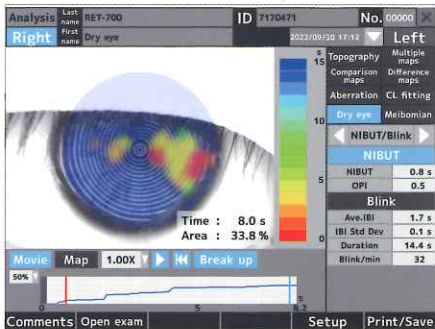 Analysis Last name RET-700 ID 7170471 No. 00000 ×
Right First name Dry eye 2022/09/30 17:12 Left
s
15
10
5
0
Time : 8.0 s
Area : 33.8 %
Topography Multiple maps
Comparison maps Difference maps
Aberration CL fitting
Dry eye Meibomian
NIBUT/Blink
NIBUT
NIBUT 0.8 s
OPI 0.5
Blink
Ave.IBI 1.7 s
IBI Std Dev 0.1 s
Duration 14.4 s
Blink/min 32
Movie Map 1.00X Break up
50%
0 5 8.2
Comments Open exam Setup Print/Save